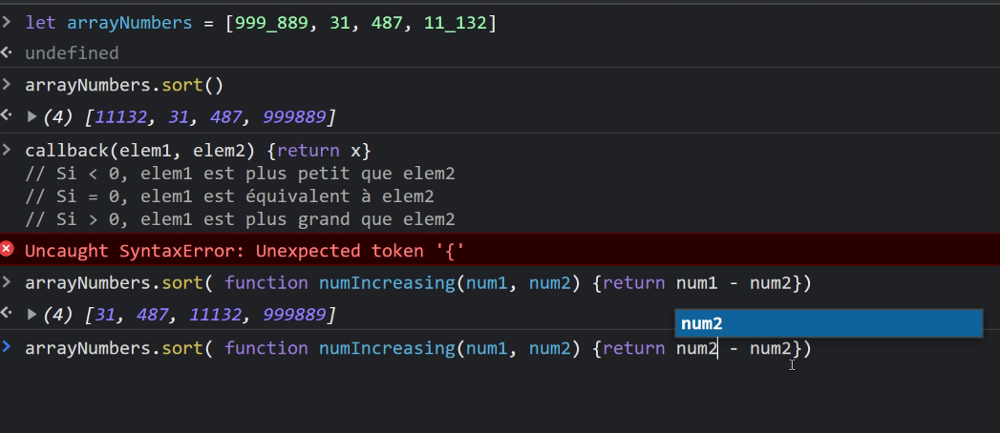 > let arrayNumbers = [999_889, 31, 487, 11_132]
undefined
> arrayNumbers.sort()
(4) [11132, 31, 487, 999889]
> callback(elem1, elem2) {return x}
// Si < 0, elem1 est plus petit que elem2
// Si = 0, elem1 est équivalent à elem2
// Si > 0, elem1 est plus grand que elem2
Uncaught SyntaxError: Unexpected token '{'
> arrayNumbers.sort( function numIncreasing(num1, num2) {return num1 - num2})
(4) [31, 487, 11132, 999889]
num2
> arrayNumbers.sort( function numIncreasing(num1, num2) {return num2 - num2})